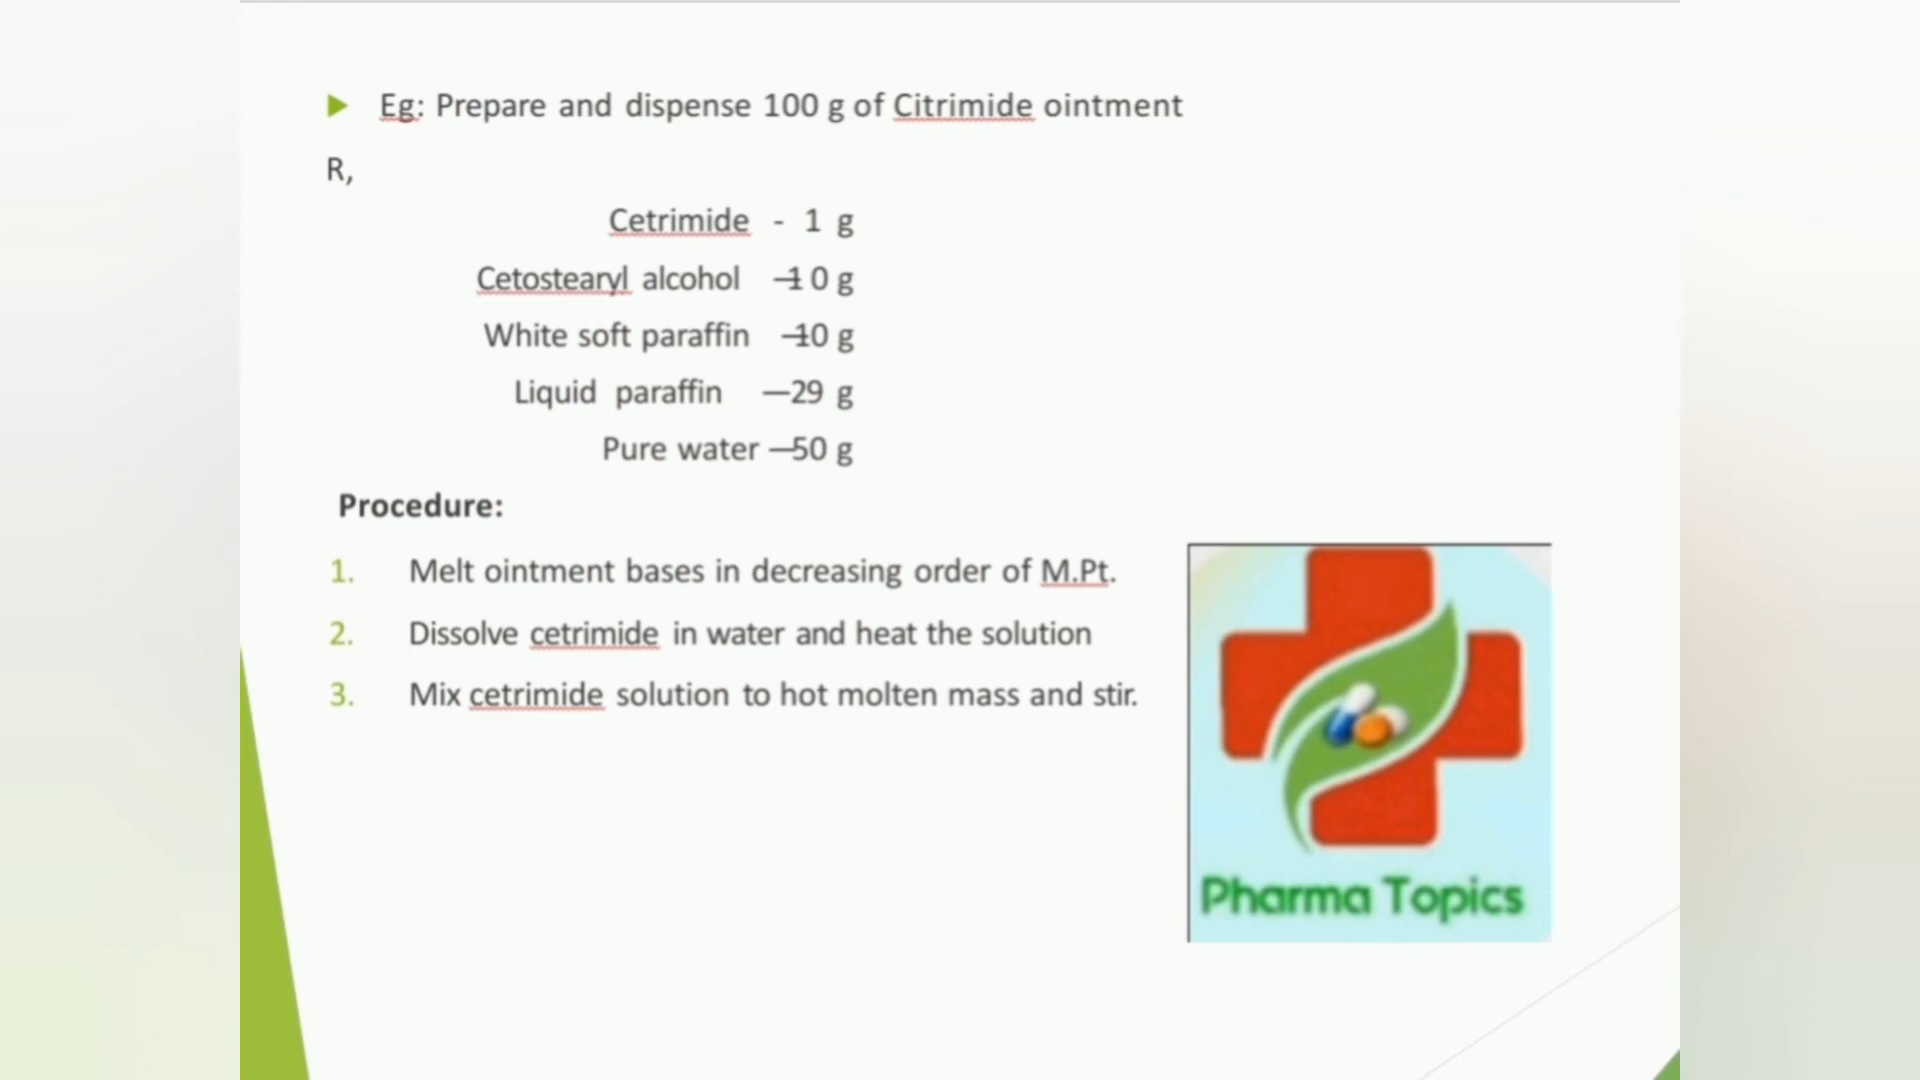 Eg: Prepare and dispense 100 g of Citrimide ointment
R,
Cetrimide - 1 g
Cetostearyl alcohol –1 0 g
White soft paraffin –10 g
Liquid paraffin —29 g
Pure water —50 g
Procedure:
1. Melt ointment bases in decreasing order of M.Pt.
2. Dissolve cetrimide in water and heat the solution
3. Mix cetrimide solution to hot molten mass and stir.
Pharma Topics